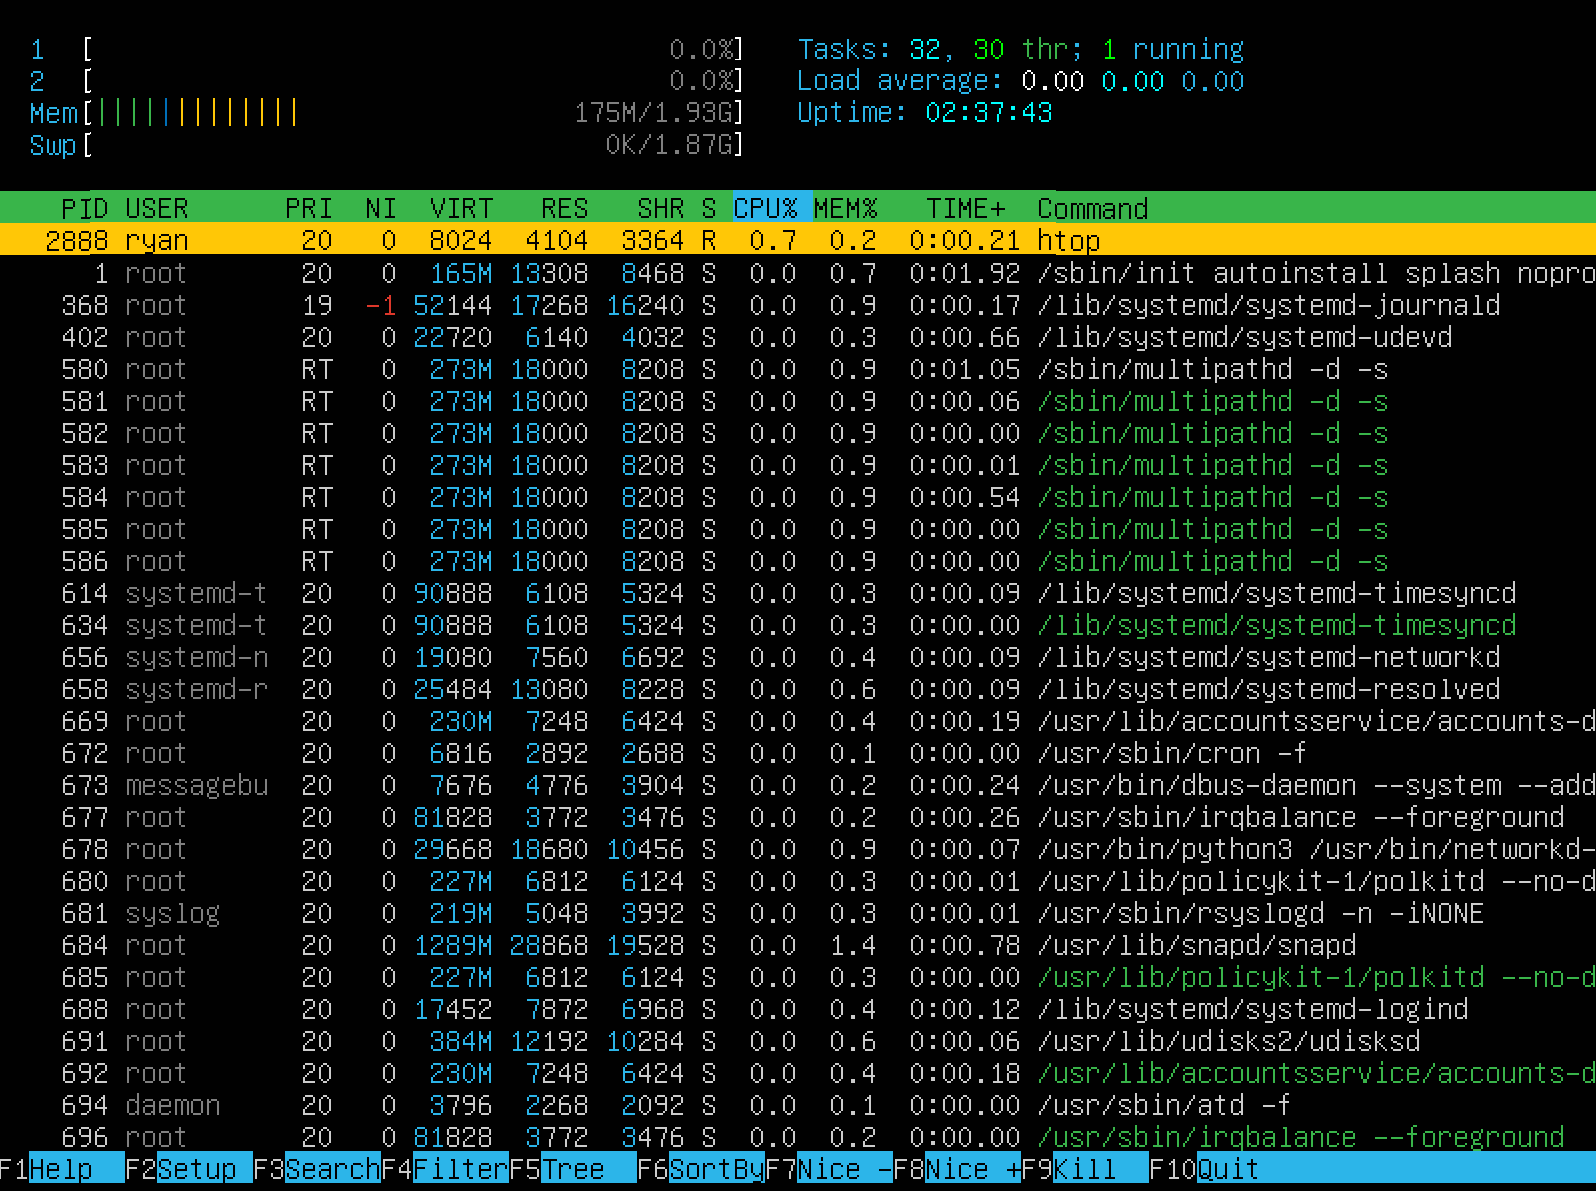 1 [ 0.0%] Tasks: 32, 30 thr; 1 running
2 [ 0.0%] Load average: 0.00 0.00 0.00
Mem[||||||||||||| 175M/1.93G] Uptime: 02:37:43
Swp[ 0K/1.87G]
PID USER PRI NI VIRT RES SHR S CPU% MEM% TIME+ Command
2888 ryan 20 0 8024 4104 3364 R 0.7 0.2 0:00.21 htop
1 root 20 0 165M 13308 8468 S 0.0 0.7 0:01.92 /sbin/init autoinstall splash nopro
368 root 19 -1 52144 17268 16240 S 0.0 0.9 0:00.17 /lib/systemd/systemd-journald
402 root 20 0 22720 6140 4032 S 0.0 0.3 0:00.66 /lib/systemd/systemd-udevd
580 root RT 0 273M 18000 8208 S 0.0 0.9 0:01.05 /sbin/multipathd -d -s
581 root RT 0 273M 18000 8208 S 0.0 0.9 0:00.06 /sbin/multipathd -d -s
582 root RT 0 273M 18000 8208 S 0.0 0.9 0:00.00 /sbin/multipathd -d -s
583 root RT 0 273M 18000 8208 S 0.0 0.9 0:00.01 /sbin/multipathd -d -s
584 root RT 0 273M 18000 8208 S 0.0 0.9 0:00.54 /sbin/multipathd -d -s
585 root RT 0 273M 18000 8208 S 0.0 0.9 0:00.00 /sbin/multipathd -d -s
586 root RT 0 273M 18000 8208 S 0.0 0.9 0:00.00 /sbin/multipathd -d -s
614 systemd-t 20 0 90888 6108 5324 S 0.0 0.3 0:00.09 /lib/systemd/systemd-timesyncd
634 systemd-t 20 0 90888 6108 5324 S 0.0 0.3 0:00.00 /lib/systemd/systemd-timesyncd
656 systemd-n 20 0 19080 7560 6692 S 0.0 0.4 0:00.09 /lib/systemd/systemd-networkd
658 systemd-r 20 0 25484 13080 8228 S 0.0 0.6 0:00.09 /lib/systemd/systemd-resolved
669 root 20 0 230M 7248 6424 S 0.0 0.4 0:00.19 /usr/lib/accountsservice/accounts-d
672 root 20 0 6816 2892 2688 S 0.0 0.1 0:00.00 /usr/sbin/cron -f
673 messagebu 20 0 7676 4776 3904 S 0.0 0.2 0:00.24 /usr/bin/dbus-daemon --system --add
677 root 20 0 81828 3772 3476 S 0.0 0.2 0:00.26 /usr/sbin/irqbalance --foreground
678 root 20 0 29668 18680 10456 S 0.0 0.9 0:00.07 /usr/bin/python3 /usr/bin/networkd-
680 root 20 0 227M 6812 6124 S 0.0 0.3 0:00.01 /usr/lib/policykit-1/polkitd --no-d
681 syslog 20 0 219M 5048 3992 S 0.0 0.3 0:00.01 /usr/sbin/rsyslogd -n -iNONE
684 root 20 0 1289M 28868 19528 S 0.0 1.4 0:00.78 /usr/lib/snapd/snapd
685 root 20 0 227M 6812 6124 S 0.0 0.3 0:00.00 /usr/lib/policykit-1/polkitd --no-d
688 root 20 0 17452 7872 6968 S 0.0 0.4 0:00.12 /lib/systemd/systemd-logind
691 root 20 0 384M 12192 10284 S 0.0 0.6 0:00.06 /usr/lib/udisks2/udisksd
692 root 20 0 230M 7248 6424 S 0.0 0.4 0:00.18 /usr/lib/accountsservice/accounts-d
694 daemon 20 0 3796 2268 2092 S 0.0 0.1 0:00.00 /usr/sbin/atd -f
696 root 20 0 81828 3772 3476 S 0.0 0.2 0:00.00 /usr/sbin/irqbalance --foreground
F1Help F2Setup F3SearchF4FilterF5Tree F6SortByF7Nice -F8Nice +F9Kill F10Quit